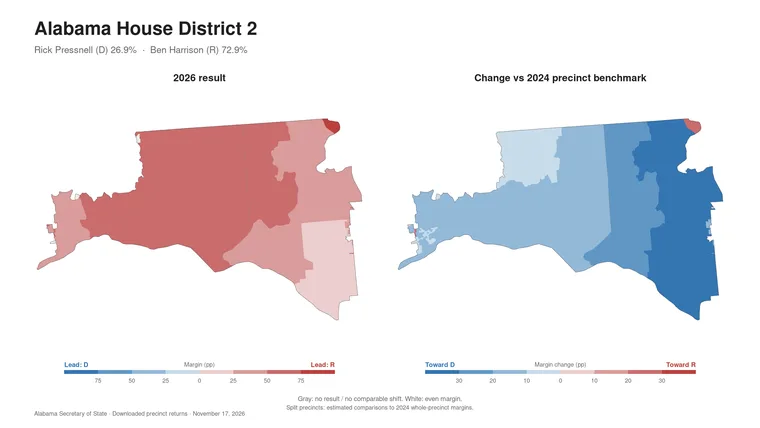 Alabama House District 2
Rick Pressnell (D) 26.9% · Ben Harrison (R) 72.9%
2026 result
Change vs 2024 precinct benchmark
Lead: D Margin (pp) Lead: R
75 50 25 0 25 50 75
Toward D Margin change (pp) Toward R
30 20 10 0 10 20 30
Gray: no result / no comparable shift. White: even margin.
Split precincts: estimated comparisons to 2024 whole-precinct margins.
Alabama Secretary of State · Downloaded precinct returns · November 17, 2026